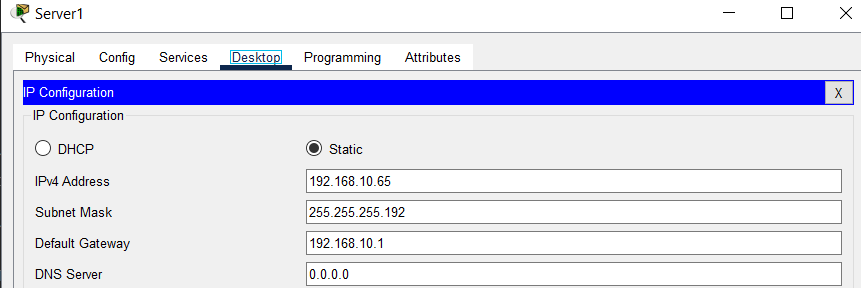 Server1
Physical Config Services Desktop Programming Attributes
IP Configuration X
IP Configuration
DHCP Static
IPv4 Address 192.168.10.65
Subnet Mask 255.255.255.192
Default Gateway 192.168.10.1
DNS Server 0.0.0.0